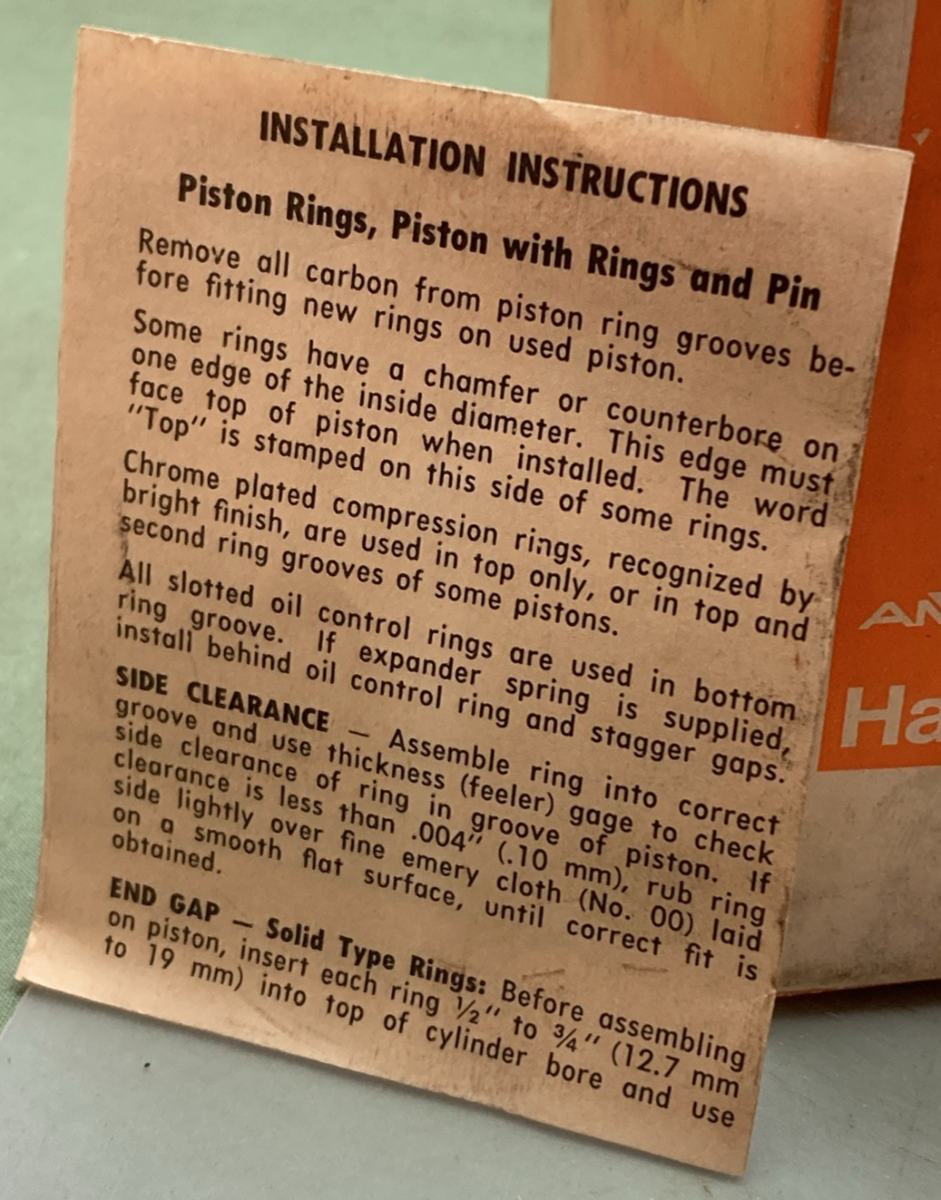 INSTALLATION INSTRUCTIONS
Piston Rings, Piston with Rings and Pin
Remove all carbon from piston ring grooves be-
fore fitting new rings on used piston.
Some rings have a chamfer or counterbore on
one edge of the inside diameter. This edge must
face top of piston when installed. The word
"Top" is stamped on this side of some rings.
Chrome plated compression rings, recognized by
bright finish, are used in top only, or in top and
second ring grooves of some pistons.
All slotted oil control rings are used in bottom
ring groove. If expander spring is supplied,
install behind oil control ring and stagger gaps.
SIDE CLEARANCE — Assemble ring into correct
groove and use thickness (feeler) gage to check
side clearance of ring in groove of piston. If
clearance is less than .004" (.10 mm), rub ring
side lightly over fine emery cloth (No. 00) laid
on a smooth flat surface, until correct fit is
obtained.
END GAP — Solid Type Rings: Before assembling
on piston, insert each ring ½" to ¾" (12.7 mm
to 19 mm) into top of cylinder bore and use
Ha